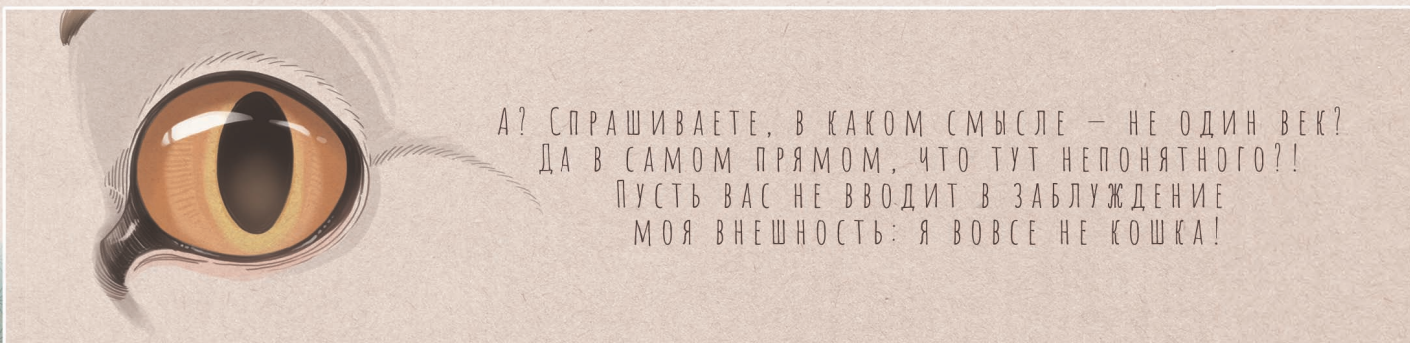 А? Спрашиваете, в каком смысле – не один век?
Да в самом прямом, что тут непонятного?!
Пусть вас не вводит в заблуждение
моя внешность: я вовсе не кошка!